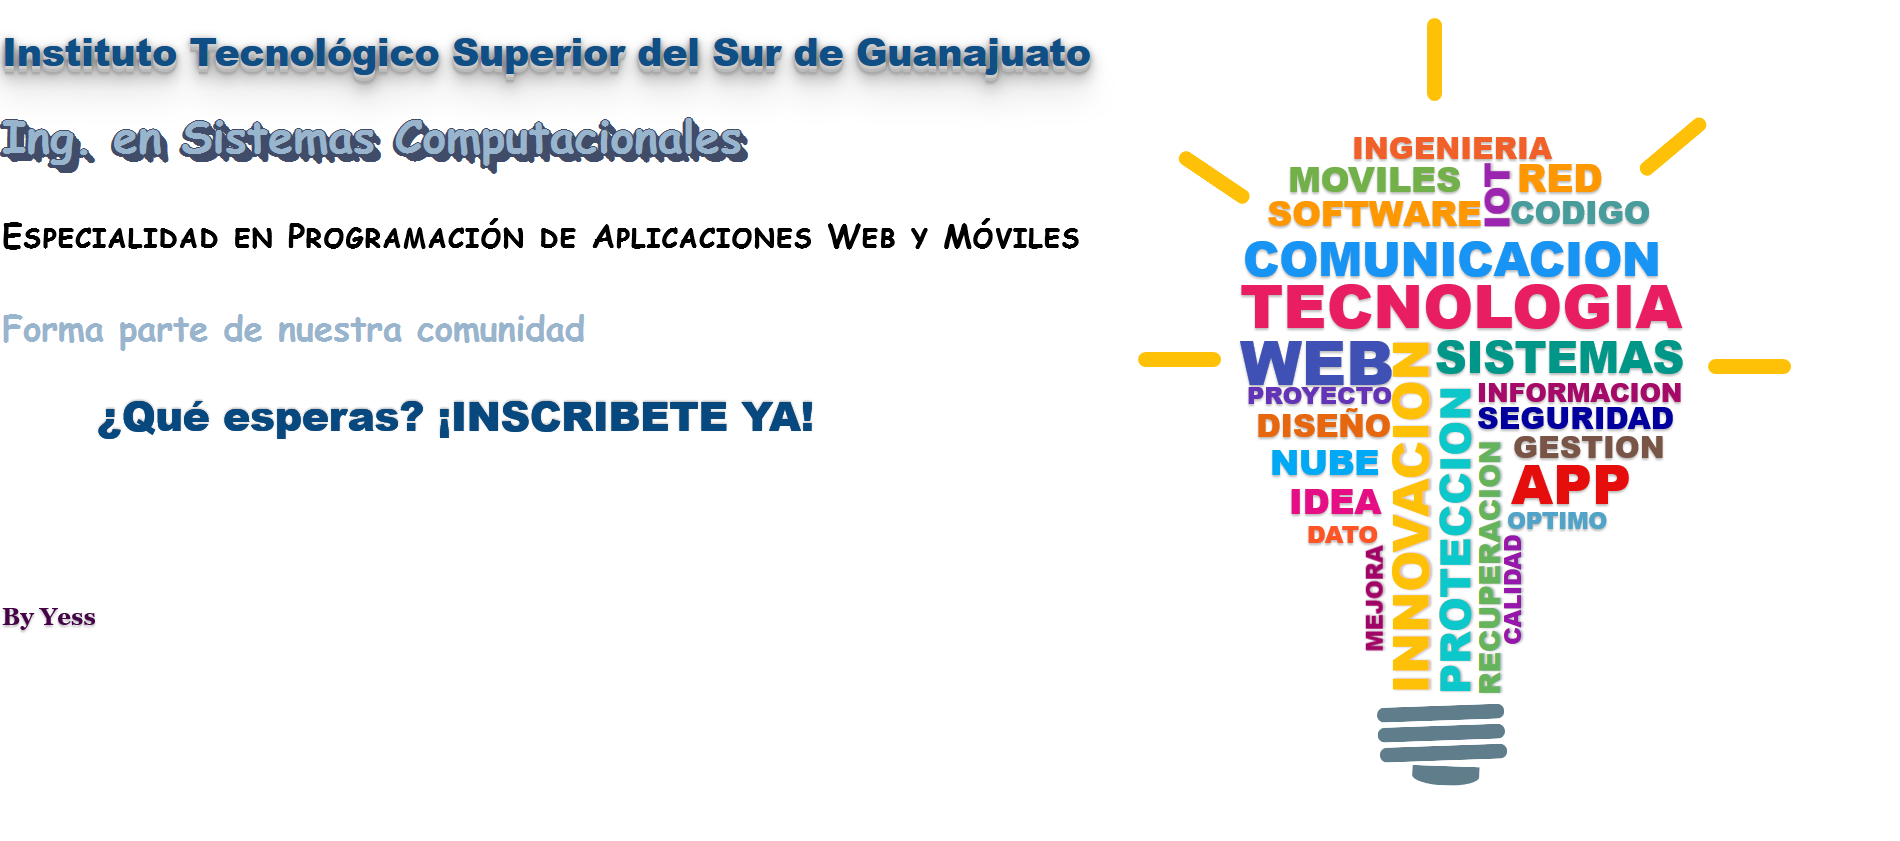 Instituto Tecnológico Superior del Sur de Guanajuato
Ing. en Sistemas Computacionales
Especialidad en Programación de Aplicaciones Web y Móviles
Forma parte de nuestra comunidad
¿Qué esperas? ¡INSCRIBETE YA!
By Yess
INGENIERIA
MOVILES
IOT
RED
SOFTWARE
CODIGO
COMUNICACION
TECNOLOGIA
WEB
INNOVACION
SISTEMAS
PROYECTO
PROTECCION
INFORMACION
DISEÑO
SEGURIDAD
NUBE
RECUPERACION
GESTION
IDEA
APP
DATO
OPTIMO
MEJORA
CALIDAD